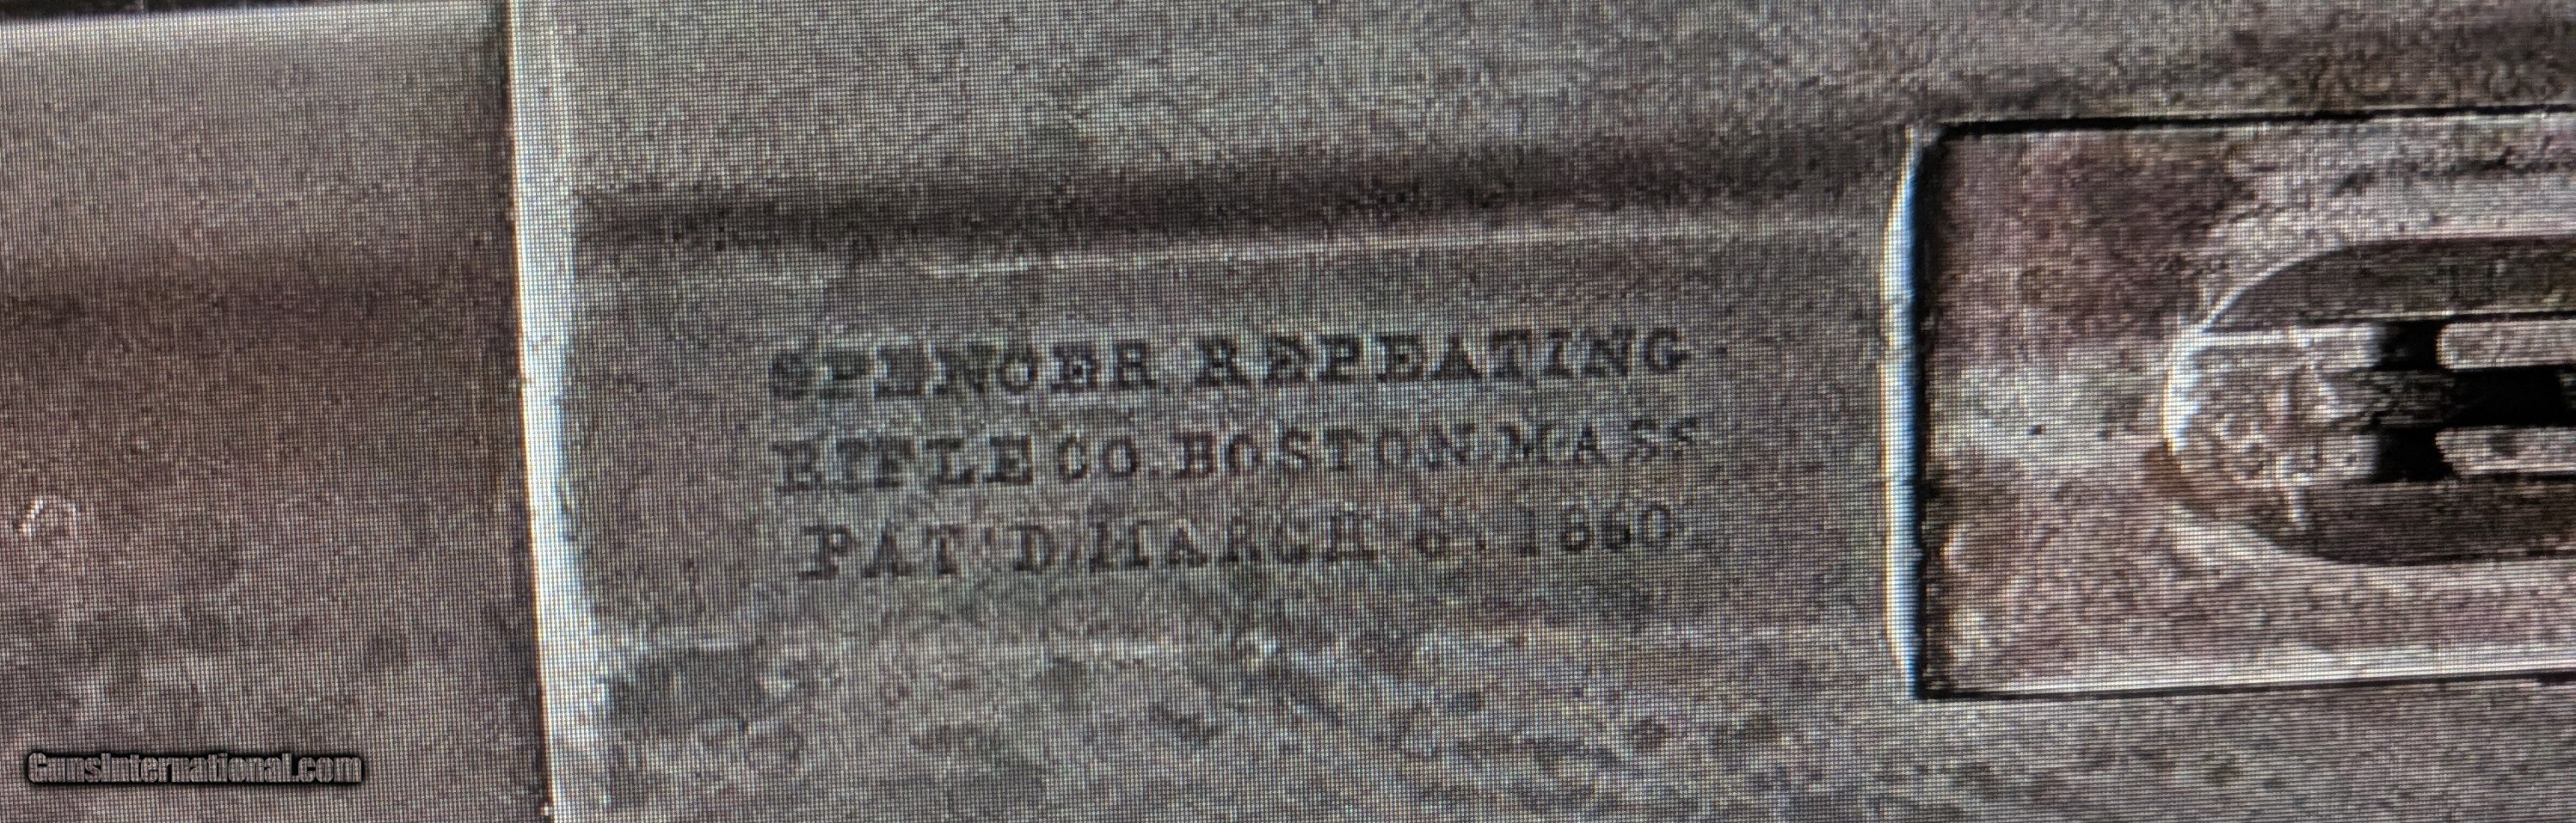 SPENCER REPEATING
RIFLE CO. BOSTON MASS
PAT'D MARCH 6, 1860.
GunsInternational.com